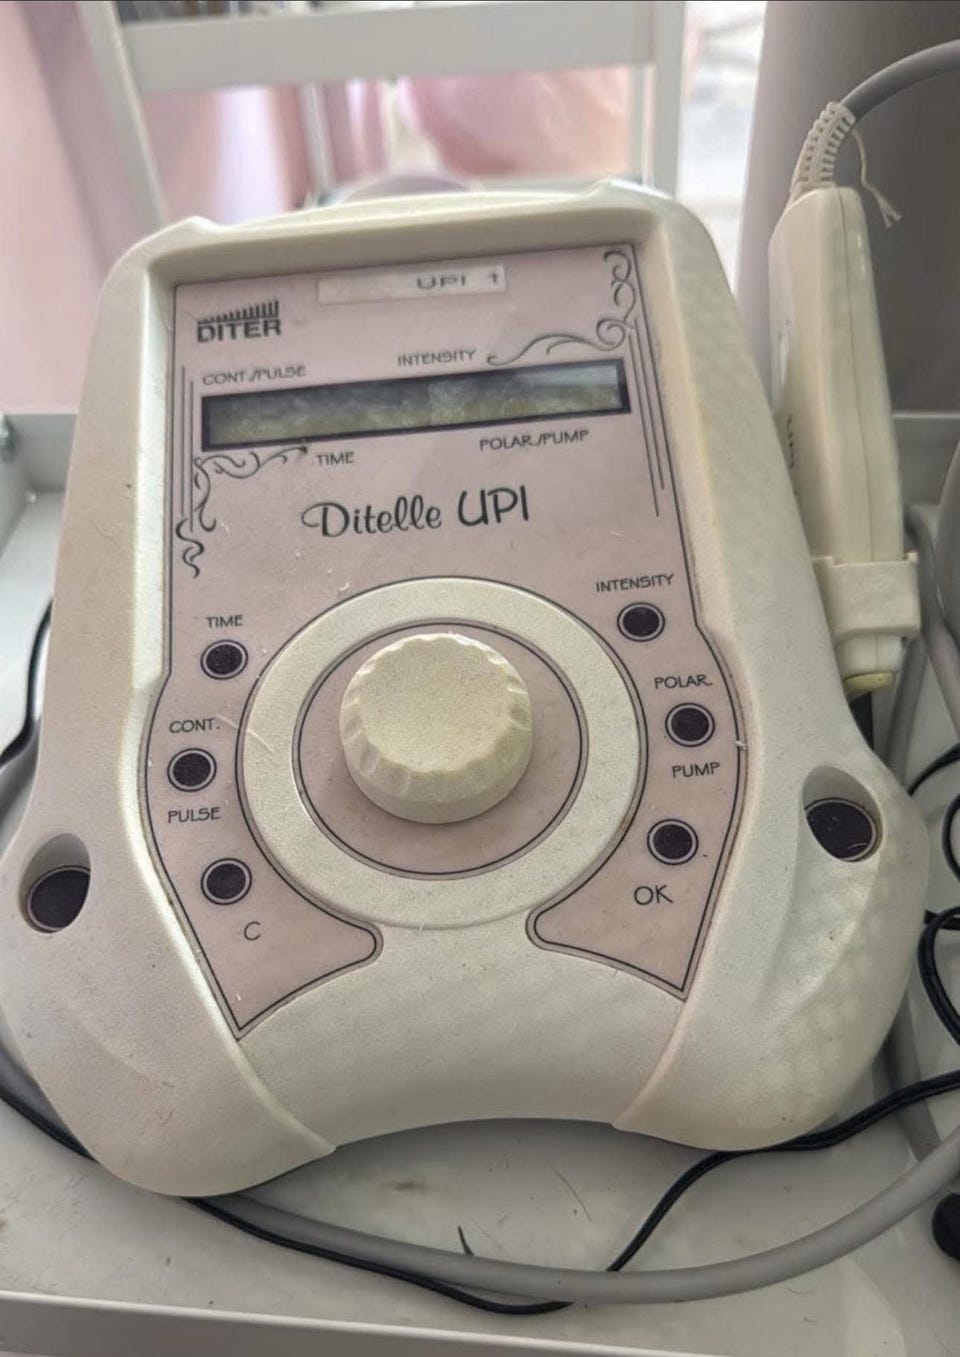 UPI 1
DITER
CONT./PULSE INTENSITY
TIME POLAR./PUMP
Ditelle UPI
TIME
INTENSITY
CONT.
PULSE
POLAR.
PUMP
C
OK